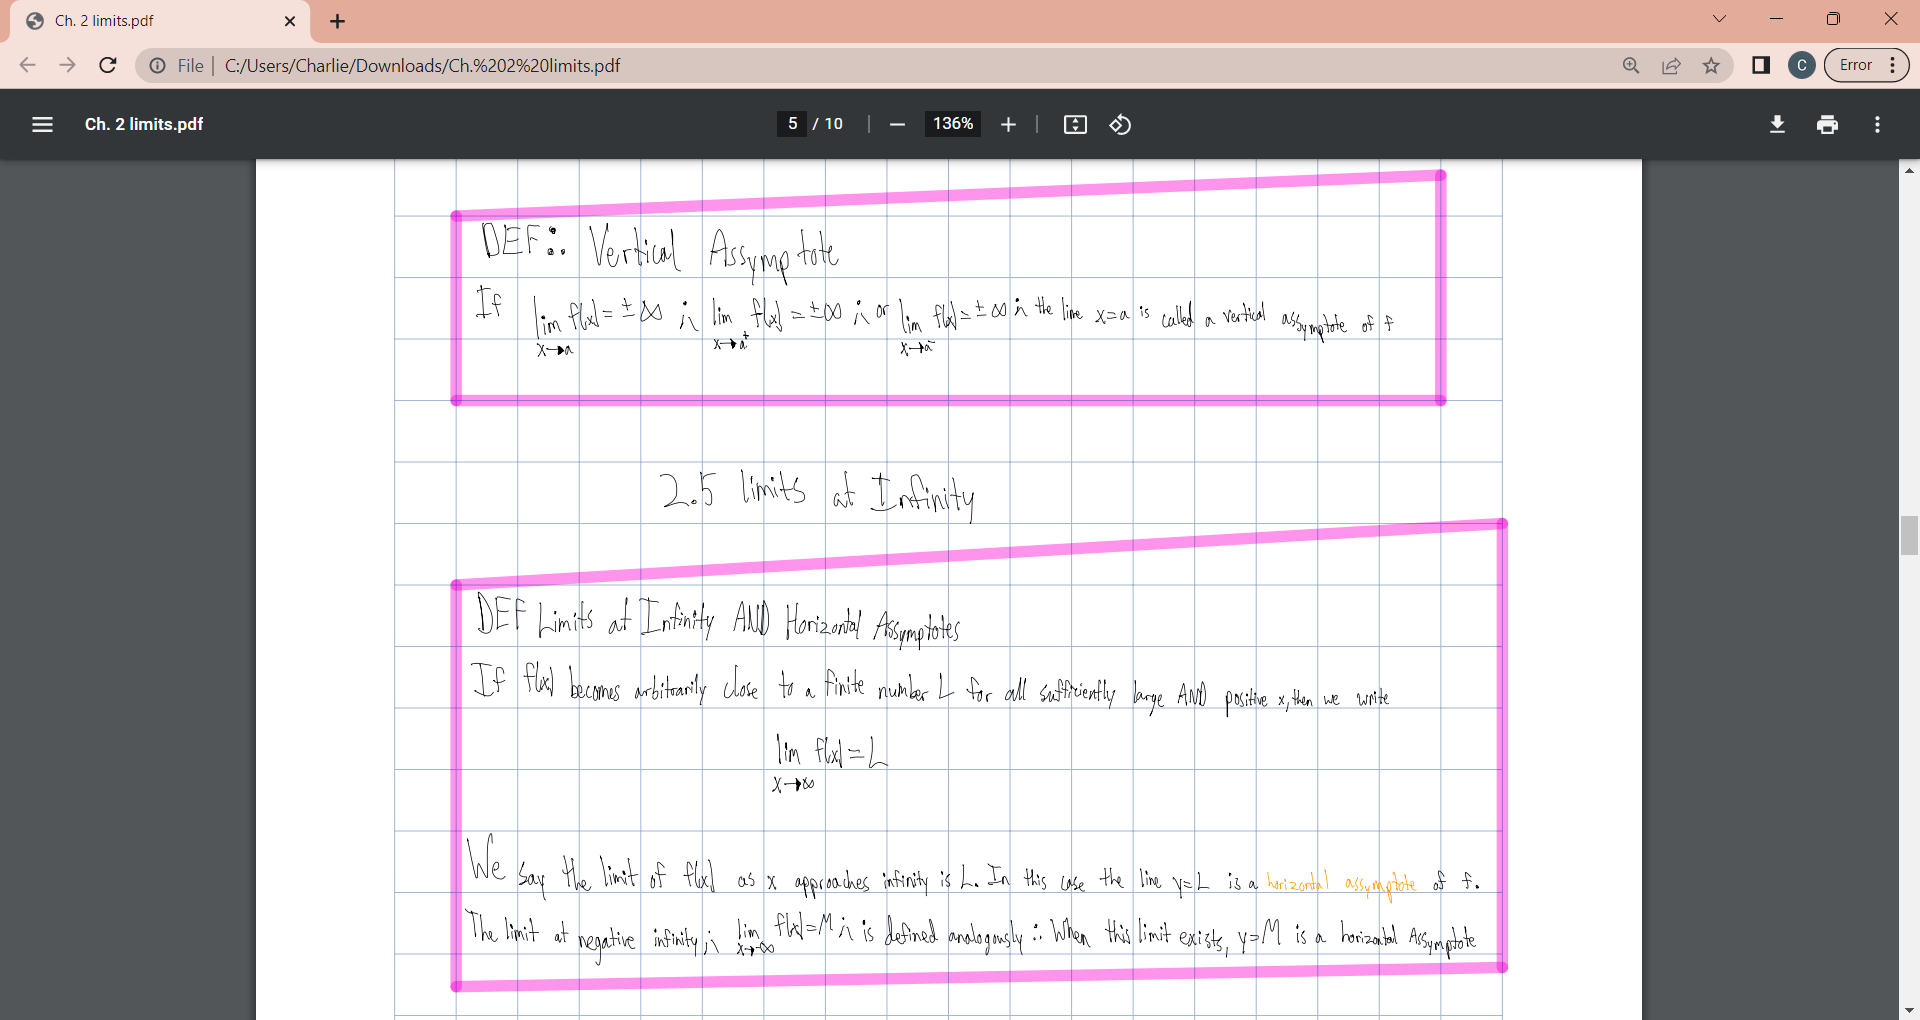 Ch. 2 limits.pdf
File | C:/Users/Charlie/Downloads/Ch.%202%20limits.pdf
C
Error
Ch. 2 limits.pdf
5 / 10
136%
DEF: Vertical Assymptote
If lim f(x) = ±∞ ; lim f(x) = ±∞ ; or lim f(x) = ±∞ ; the line x=a is called a vertical assymptote of f
x→a x→a⁺ x→a⁻
2.5 limits at Infinity
DEF Limits at Infinity AND Horizontal Assymptotes
If f(x) becomes arbitrarily close to a finite number L for all sufficiently large AND positive x, then we write
lim f(x) = L
x→∞
We say the limit of f(x) as x approaches infinity is L. In this case the line y=L is a horizontal assymptote of f.
The limit at negative infinity ; lim f(x)=M ; is defined analogously ∴ When this limit exists, y=M is a horizontal Assymptote
x→-∞